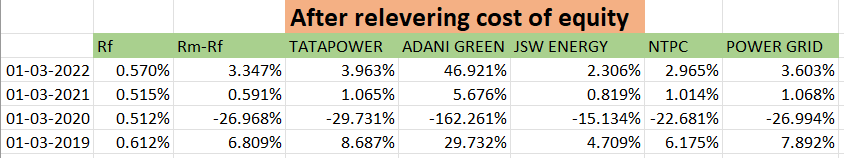 After relevering cost of equity
Rf Rm-Rf TATAPOWER ADANI GREEN JSW ENERGY NTPC POWER GRID
01-03-2022 0.570% 3.347% 3.963% 46.921% 2.306% 2.965% 3.603%
01-03-2021 0.515% 0.591% 1.065% 5.676% 0.819% 1.014% 1.068%
01-03-2020 0.512% -26.968% -29.731% -162.261% -15.134% -22.681% -26.994%
01-03-2019 0.612% 6.809% 8.687% 29.732% 4.709% 6.175% 7.892%